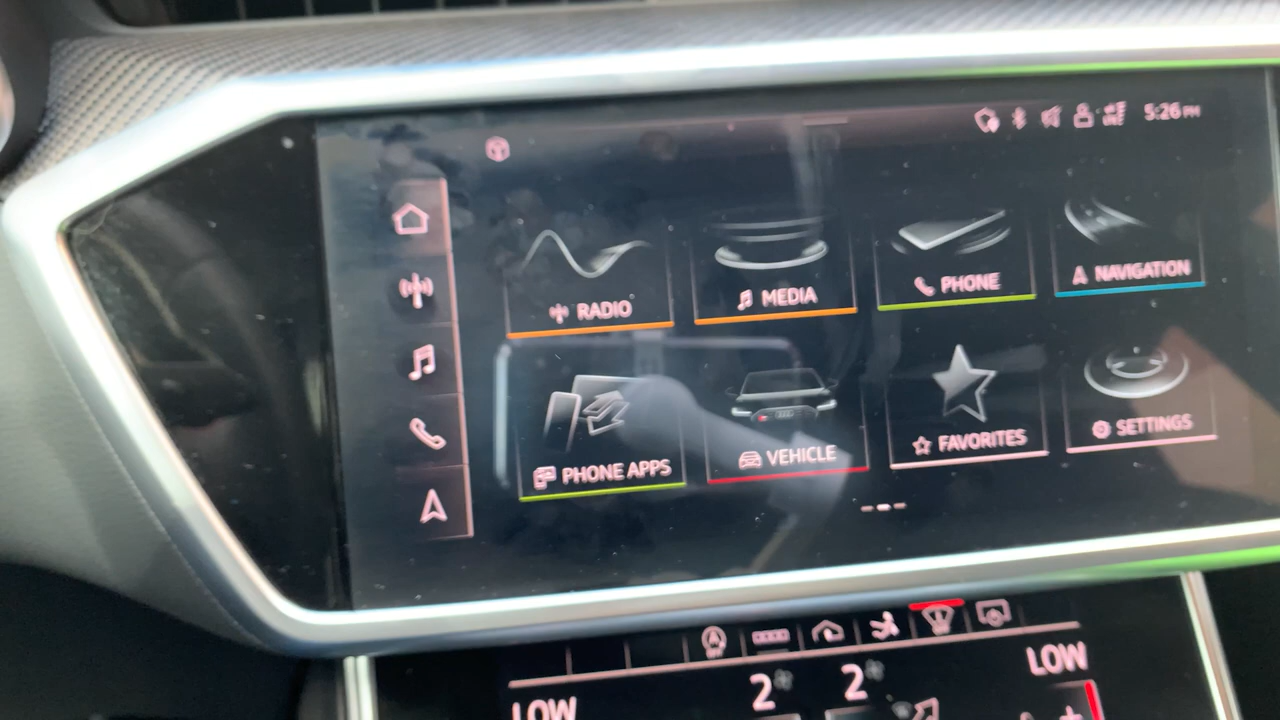 5:26 PM
RADIO
MEDIA
PHONE
NAVIGATION
PHONE APPS
VEHICLE
FAVORITES
SETTINGS
LOW
2
2
LOW